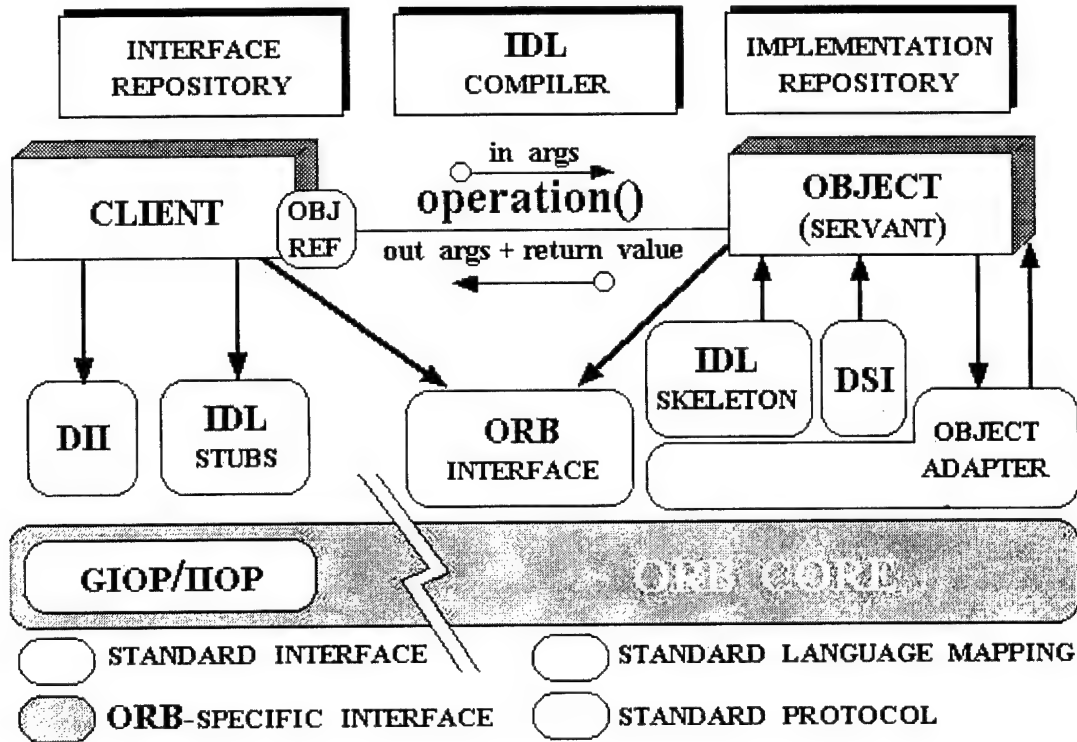 INTERFACE
REPOSITORY
IDL
COMPILER
IMPLEMENTATION
REPOSITORY
in args
operation()
out args + return value
CLIENT
OBJ
REF
OBJECT
(SERVANT)
DII
IDL
STUBS
ORB
INTERFACE
IDL
SKELETON
DSI
OBJECT
ADAPTER
GIOP/IIOP
ORB CORE
STANDARD INTERFACE
STANDARD LANGUAGE MAPPING
ORB-SPECIFIC INTERFACE
STANDARD PROTOCOL